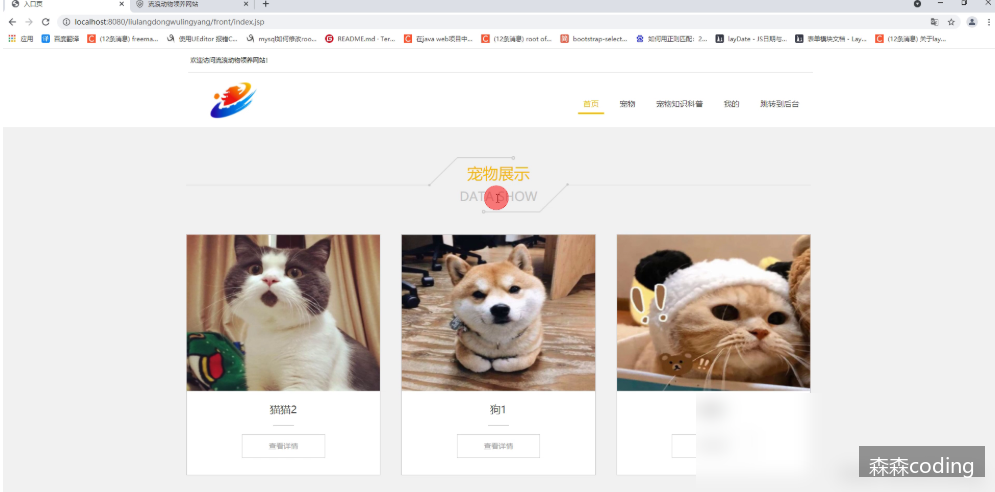 入口页
流浪动物领养网站
localhost:8080/liulangdongwulingyang/front/index.jsp
应用
百度翻译
(12条消息) freema...
使用UEditor 报错C...
mysql如何修改roo...
README.md · Ter...
在java web项目中...
(12条消息) root of...
bootstrap-select...
如何用正则匹配：2...
layDate - JS日期与...
表单模块文档 - Lay...
(12条消息) 关于lay...
欢迎访问流浪动物领养网站!
首页
宠物
宠物知识科普
我的
跳转到后台
宠物展示
DATA SHOW
猫猫2
狗1
查看详情
查看详情
森森coding